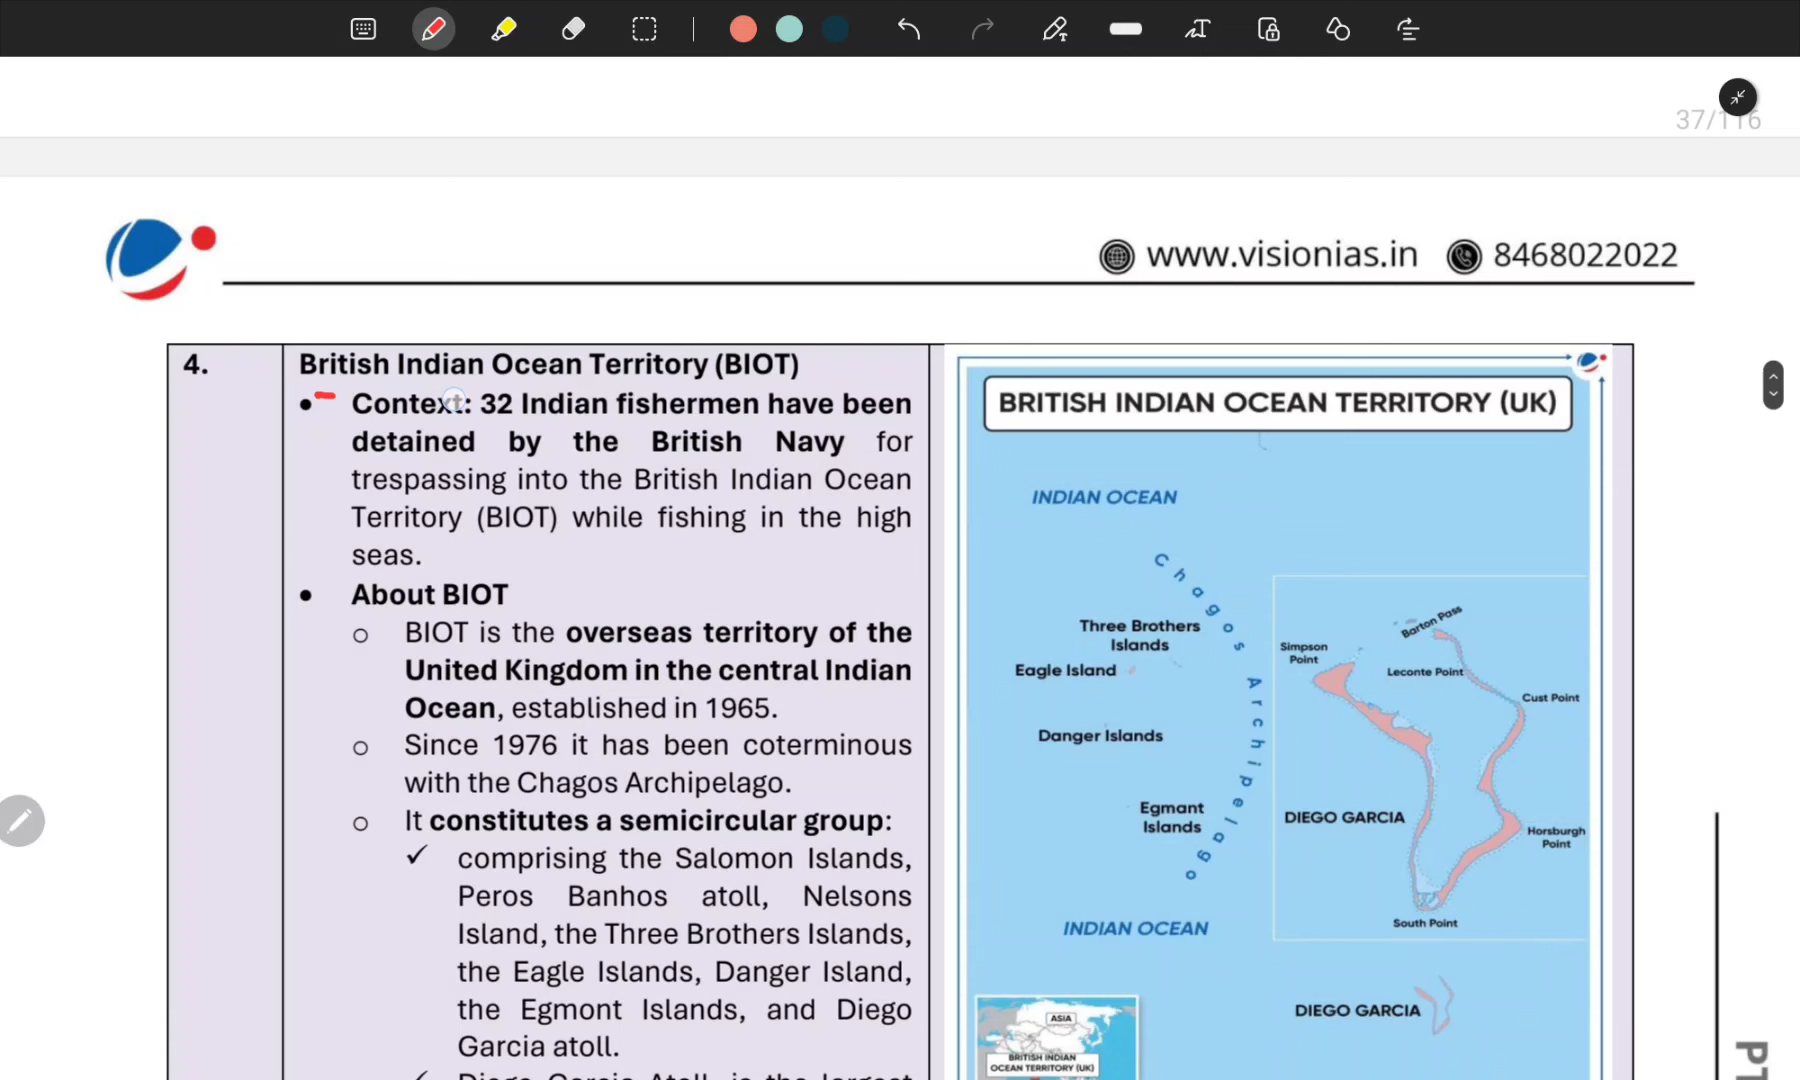 37/116
www.visionias.in 8468022022
4.
British Indian Ocean Territory (BIOT)
• Context: 32 Indian fishermen have been
detained by the British Navy for
trespassing into the British Indian Ocean
Territory (BIOT) while fishing in the high
seas.
• About BIOT
o BIOT is the overseas territory of the
United Kingdom in the central Indian
Ocean, established in 1965.
o Since 1976 it has been coterminous
with the Chagos Archipelago.
o It constitutes a semicircular group:
✓ comprising the Salomon Islands,
Peros Banhos atoll, Nelsons
Island, the Three Brothers Islands,
the Eagle Islands, Danger Island,
the Egmont Islands, and Diego
Garcia atoll.
✓ Diego Garcia Atoll, is the largest
BRITISH INDIAN OCEAN TERRITORY (UK)
INDIAN OCEAN
Chagos Archipelago
Three Brothers
Islands
Eagle Island
Danger Islands
Egmant
Islands
INDIAN OCEAN
Barton Pass
Simpson
Point
Leconte Point
Cust Point
DIEGO GARCIA
Horsburgh
Point
South Point
DIEGO GARCIA
ASIA
BRITISH INDIAN
OCEAN TERRITORY (UK)